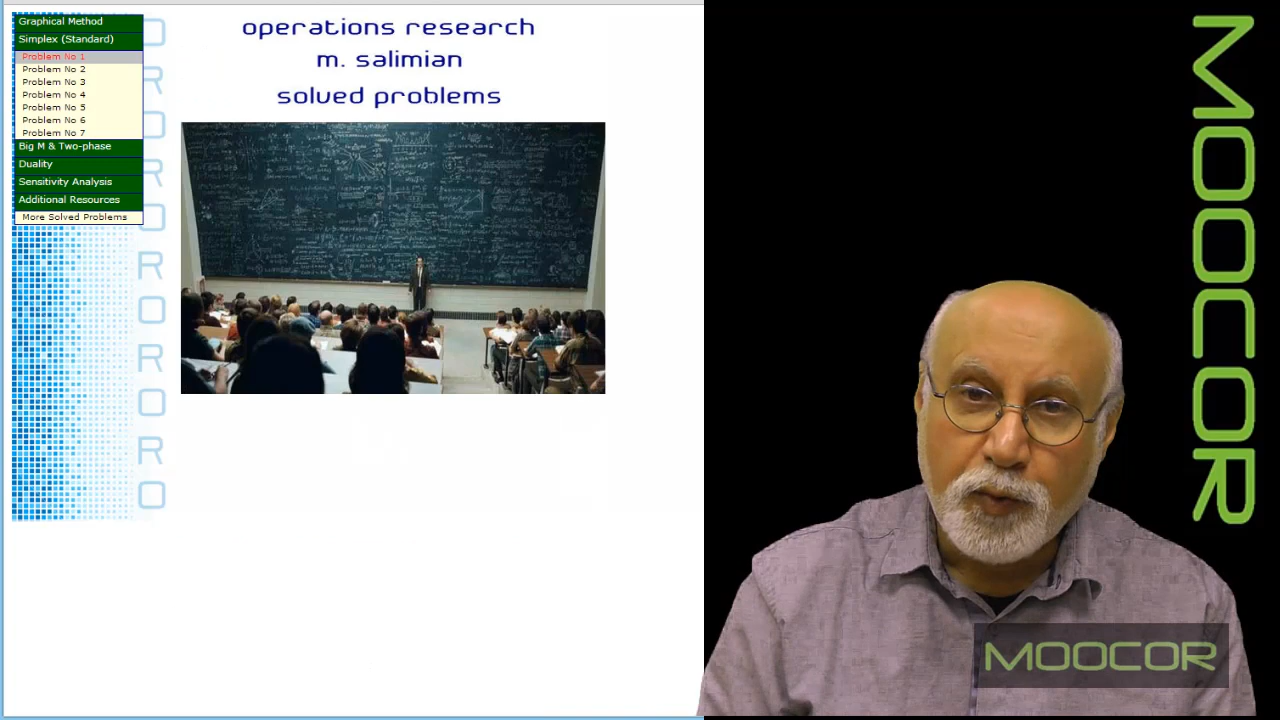 Graphical Method
Simplex (Standard)
Problem No 1
Problem No 2
Problem No 3
Problem No 4
Problem No 5
Problem No 6
Problem No 7
Big M & Two-phase
Duality
Sensitivity Analysis
Additional Resources
More Solved Problems
operations research
m. salimian
solved problems
MOOCOR
MOOCOR